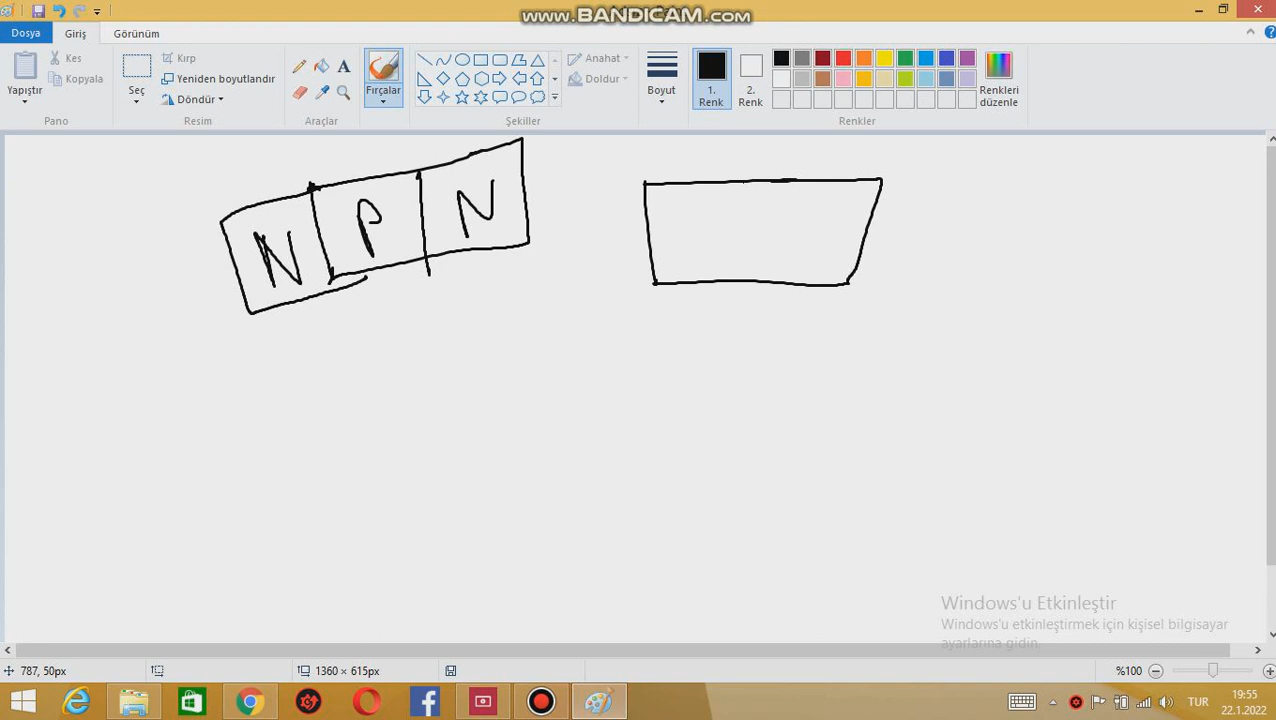 www.BANDICAM.com
Dosya
Giriş
Görünüm
Yapıştır
Kes
Kopyala
Pano
Seç
Kırp
Yeniden boyutlandır
Döndür
Resim
Araçlar
Fırçalar
Şekiller
Anahat
Doldur
Boyut
1.
Renk
2.
Renk
Renkler
Renkleri
düzenle
N P N
Windows'u Etkinleştir
Windows'u etkinleştirmek için kişisel bilgisayar
ayarlarına gidin.
787, 50px
1360 × 615px
%100
TUR
19:55
22.1.2022